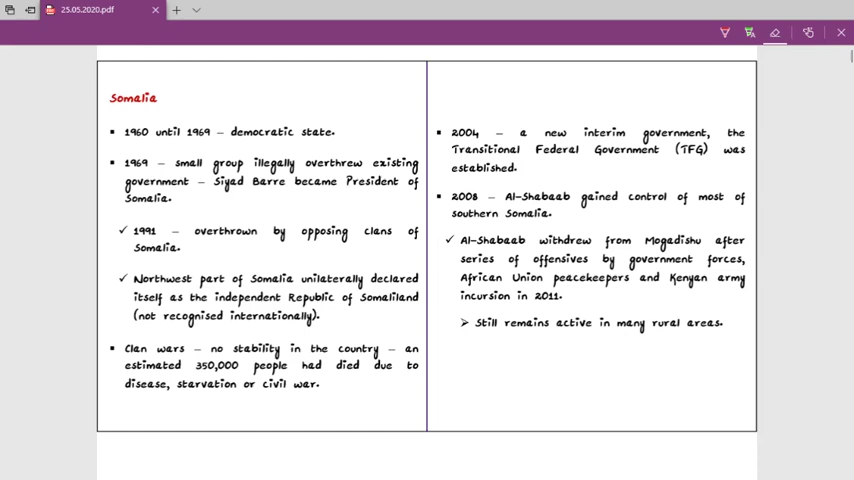 25.05.2020.pdf
Somalia
▪ 1960 until 1969 – democratic state.
▪ 1969 – small group illegally overthrew existing
government – Siyad Barre became President of
Somalia.
✓ 1991 – overthrown by opposing clans of
Somalia.
✓ Northwest part of Somalia unilaterally declared
itself as the independent Republic of Somaliland
(not recognised internationally).
▪ Clan wars – no stability in the country – an
estimated 350,000 people had died due to
disease, starvation or civil war.
▪ 2004 – a new interim government, the
Transitional Federal Government (TFG) was
established.
▪ 2008 – Al-Shabaab gained control of most of
southern Somalia.
✓ Al-Shabaab withdrew from Mogadishu after
series of offensives by government forces,
African Union peacekeepers and Kenyan army
incursion in 2011.
➢ Still remains active in many rural areas.